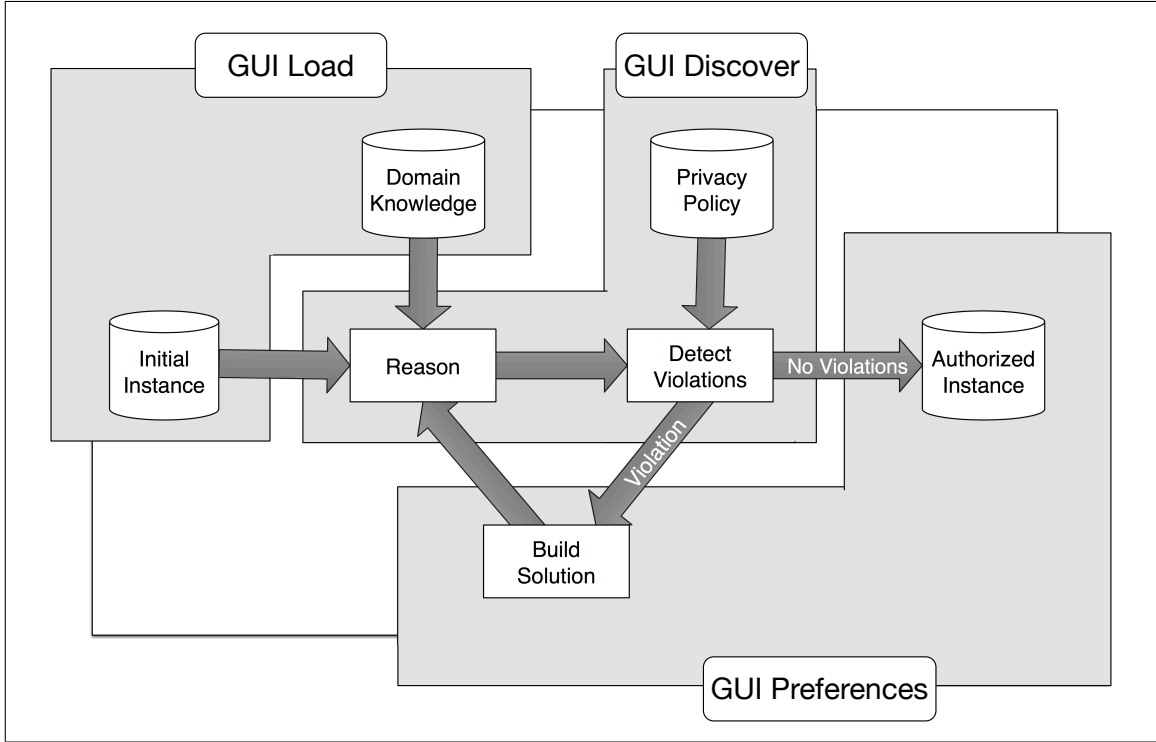 GUI Load
GUI Discover
Domain
Knowledge
Privacy
Policy
Initial
Instance
Reason
Detect
Violations
No Violations
Authorized
Instance
Violation
Build
Solution
GUI Preferences